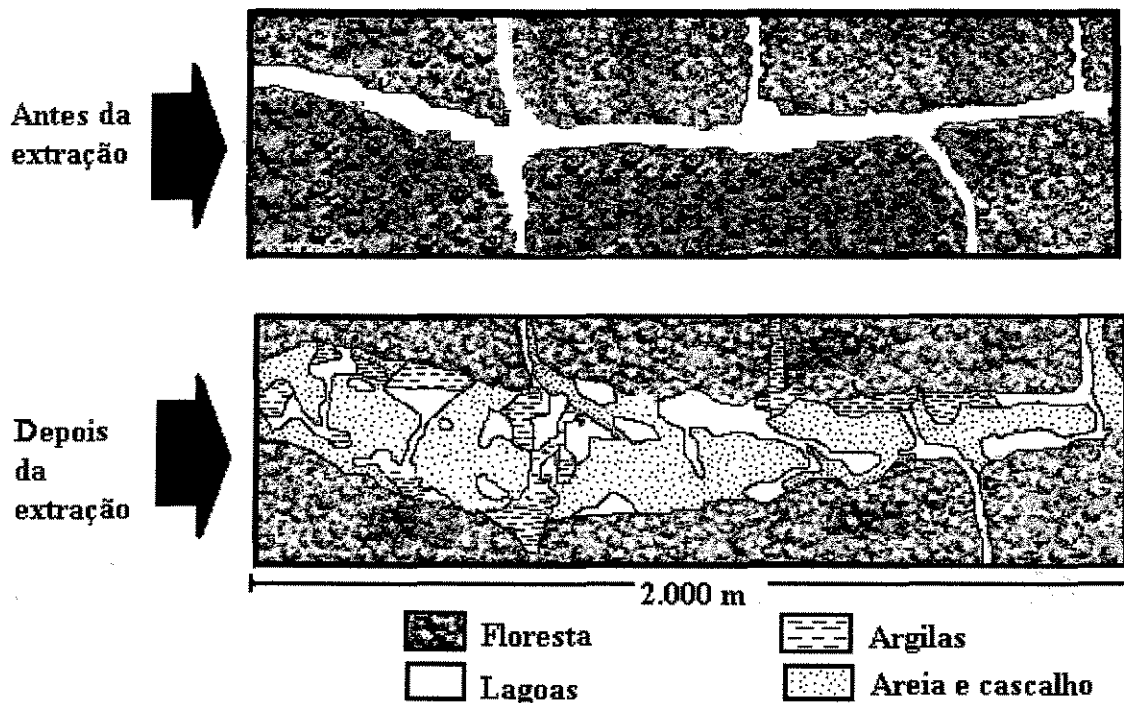 Antes da
extração
Depois
da
extração
2.000 m
Floresta
Argilas
Lagoas
Areia e cascalho